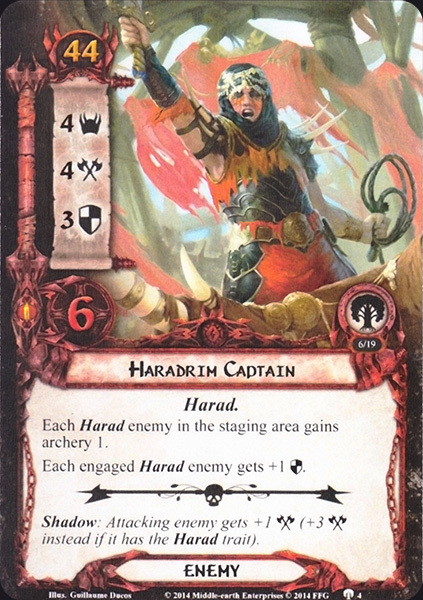 44
4
4
3
6
6/19
Haradrim Captain
Harad.
Each Harad enemy in the staging area gains
archery 1.
Each engaged Harad enemy gets +1 .
Shadow: Attacking enemy gets +1 (+3
instead if it has the Harad trait).
ENEMY
Illus. Guillaume Ducos © 2014 Middle-earth Enterprises © 2014 FFG 4